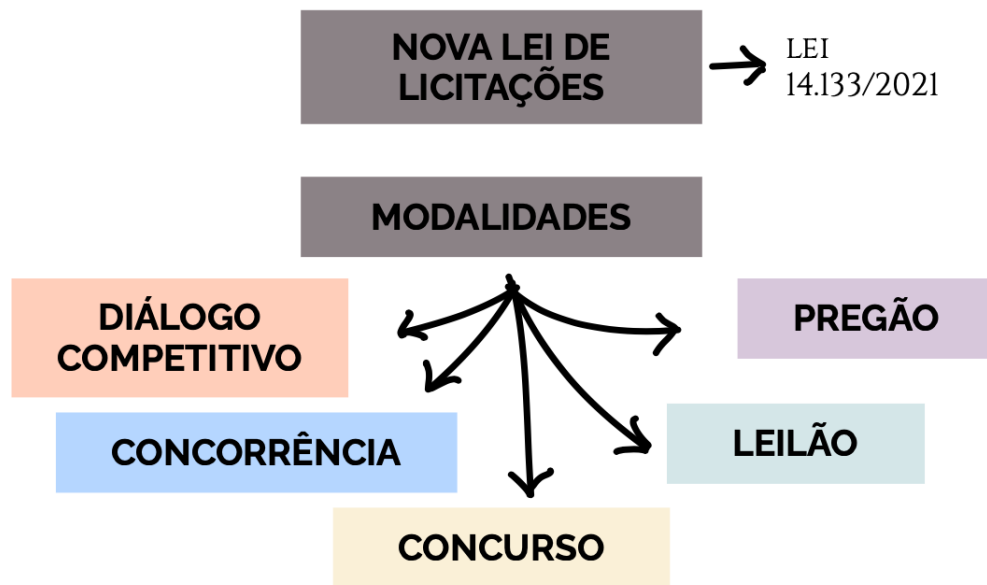 NOVA LEI DE
LICITAÇÕES
LEI
14.133/2021
MODALIDADES
DIÁLOGO
COMPETITIVO
PREGÃO
CONCORRÊNCIA
LEILÃO
CONCURSO